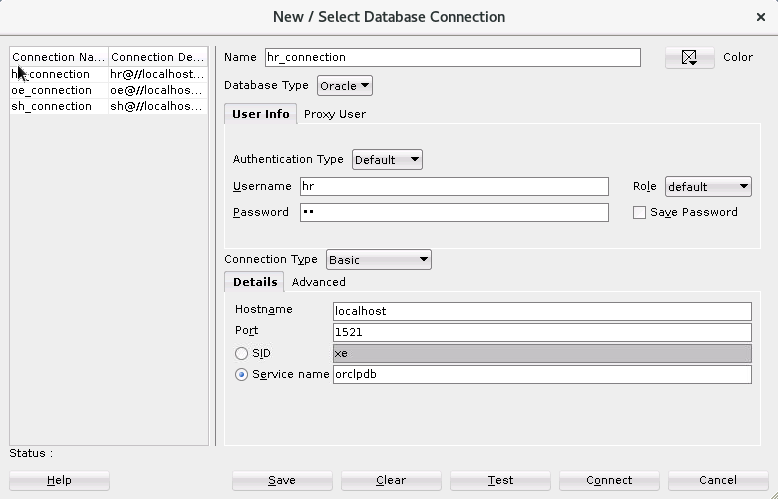 New / Select Database Connection
Connection Na... Connection De...
hr_connection hr@//localhost...
oe_connection oe@//localhos...
sh_connection sh@//localhos...
Name hr_connection Color
Database Type Oracle
User Info Proxy User
Authentication Type Default
Username hr Role default
Password •• Save Password
Connection Type Basic
Details Advanced
Hostname localhost
Port 1521
SID xe
Service name orclpdb
Status :
Help Save Clear Test Connect Cancel